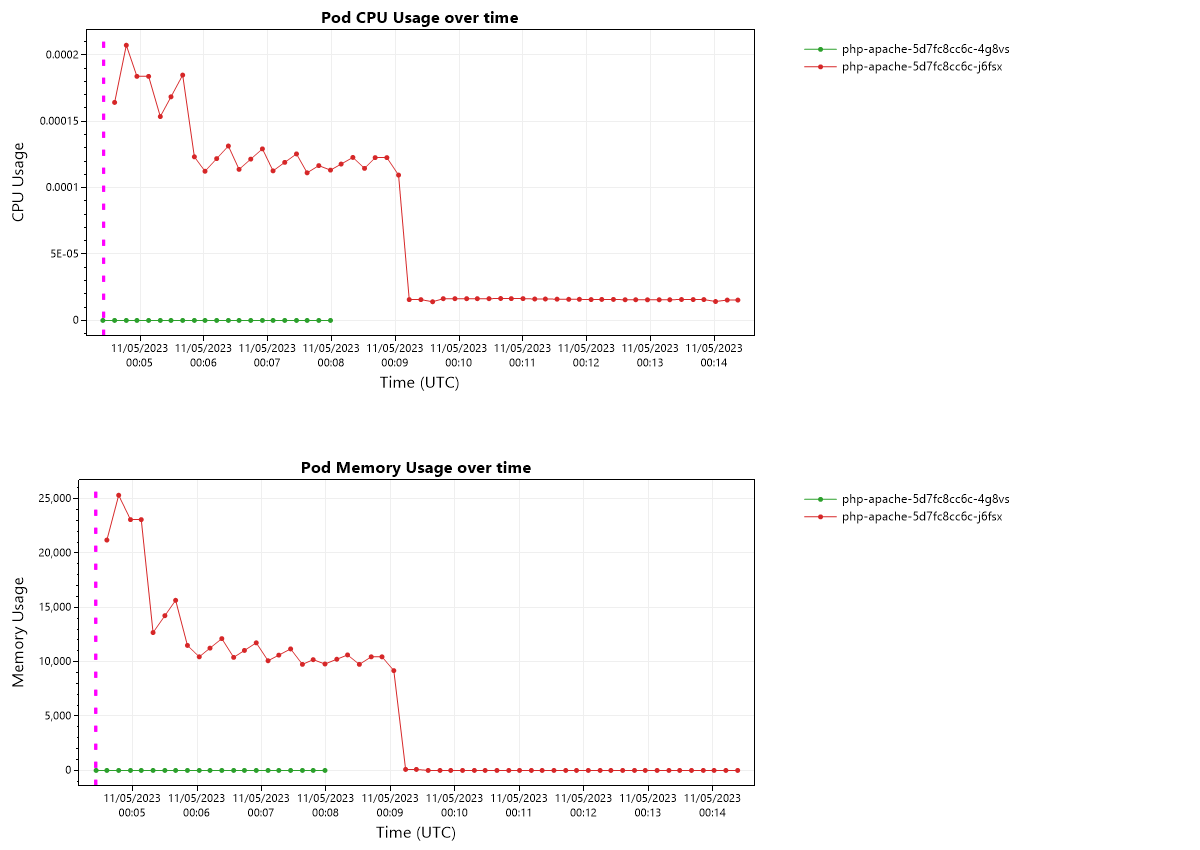 Pod CPU Usage over time
CPU Usage
0.0002
0.00015
0.0001
5E-05
0
11/05/2023 11/05/2023 11/05/2023 11/05/2023 11/05/2023 11/05/2023 11/05/2023 11/05/2023 11/05/2023 11/05/2023
00:05 00:06 00:07 00:08 00:09 00:10 00:11 00:12 00:13 00:14
Time (UTC)
php-apache-5d7fc8cc6c-4g8vs
php-apache-5d7fc8cc6c-j6fsx
Pod Memory Usage over time
Memory Usage
25,000
20,000
15,000
10,000
5,000
0
11/05/2023 11/05/2023 11/05/2023 11/05/2023 11/05/2023 11/05/2023 11/05/2023 11/05/2023 11/05/2023 11/05/2023
00:05 00:06 00:07 00:08 00:09 00:10 00:11 00:12 00:13 00:14
Time (UTC)
php-apache-5d7fc8cc6c-4g8vs
php-apache-5d7fc8cc6c-j6fsx